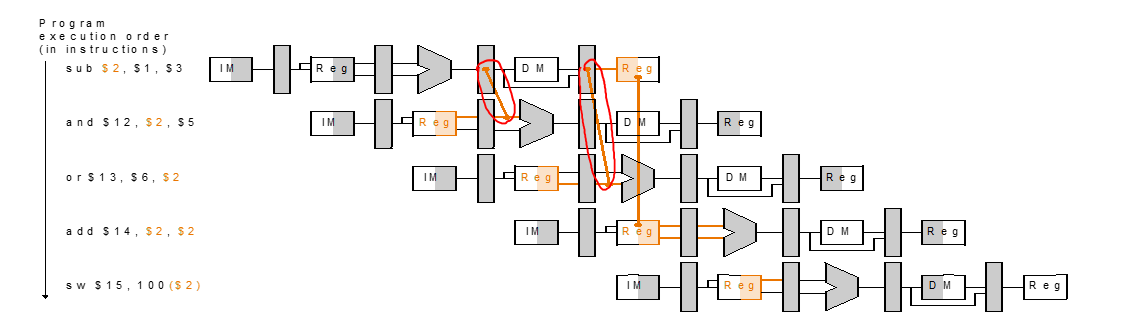 Program
execution order
(in instructions)
sub $2, $1, $3 IM Reg DM Reg
and $12, $2, $5 IM Reg DM Reg
or $13, $6, $2 IM Reg DM Reg
add $14, $2, $2 IM Reg DM Reg
sw $15, 100($2) IM Reg DM Reg